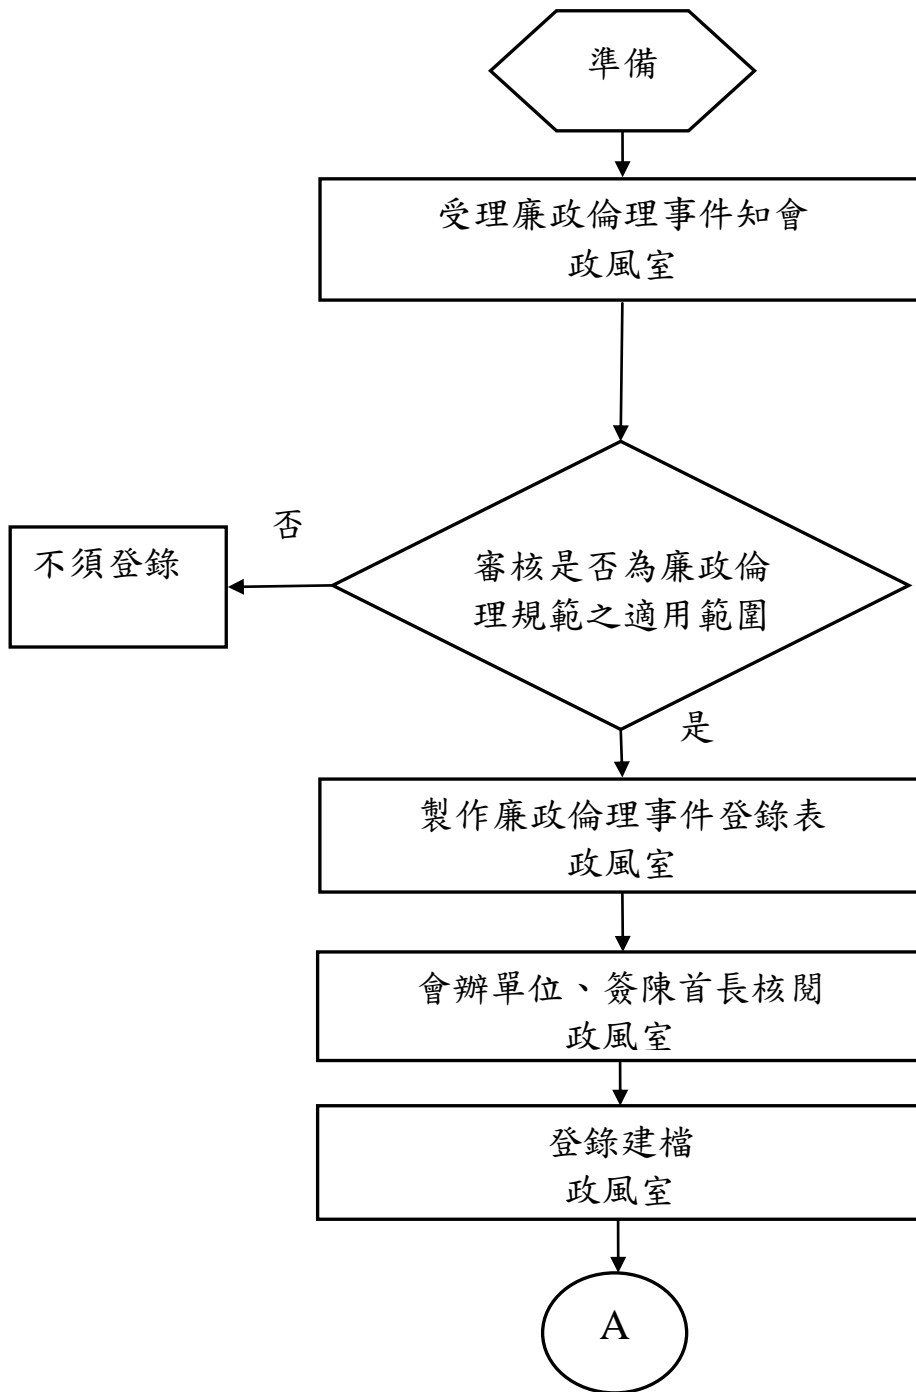 準備
受理廉政倫理事件知會
政風室
否
不須登錄
審核是否為廉政倫
理規範之適用範圍
是
製作廉政倫理事件登錄表
政風室
會辦單位、簽陳首長核閱
政風室
登錄建檔
政風室
A